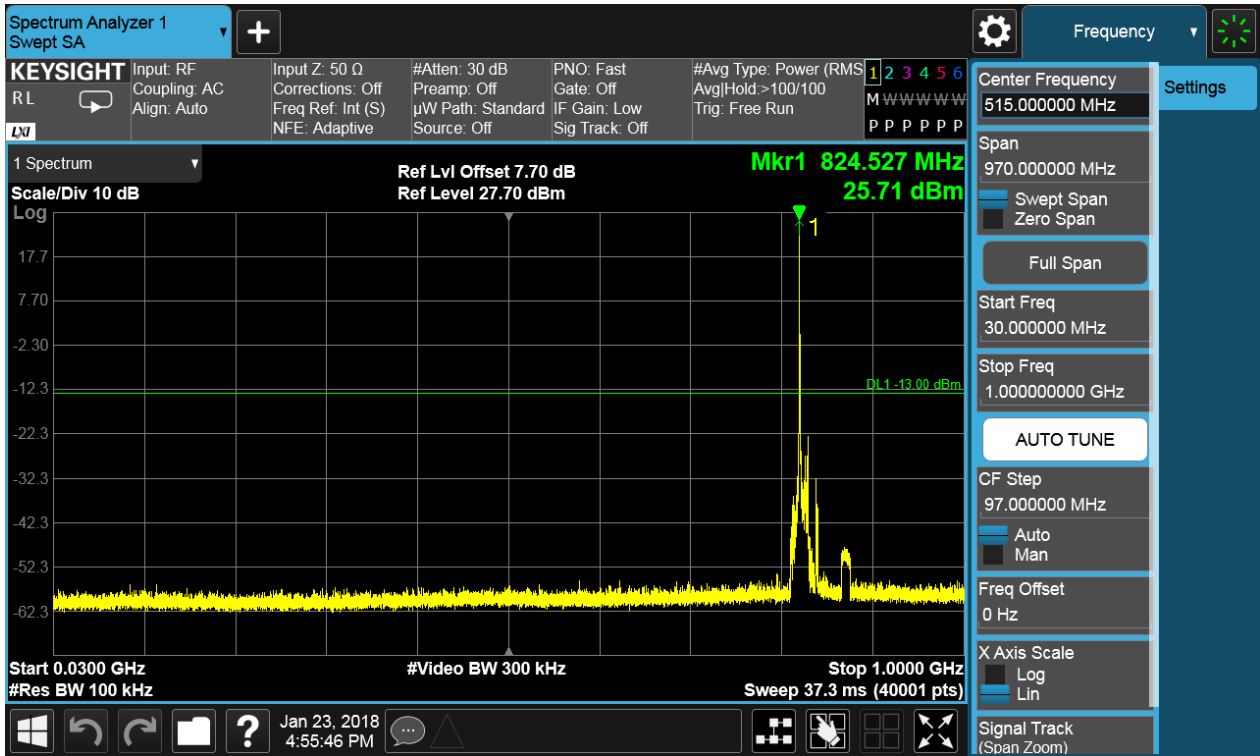 Spectrum Analyzer 1
Swept SA
+
Frequency
KEYSIGHT
RL
LXI
Input: RF
Coupling: AC
Align: Auto
Input Z: 50 Ω
Corrections: Off
Freq Ref: Int (S)
NFE: Adaptive
#Atten: 30 dB
Preamp: Off
µW Path: Standard
Source: Off
PNO: Fast
Gate: Off
IF Gain: Low
Sig Track: Off
#Avg Type: Power (RMS
Avg|Hold:>100/100
Trig: Free Run
1 2 3 4 5 6
M W W W W W
P P P P P P
1 Spectrum
Scale/Div 10 dB
Ref Lvl Offset 7.70 dB
Ref Level 27.70 dBm
Mkr1 824.527 MHz
25.71 dBm
Log
1
17.7
7.70
-2.30
-12.3
DL1 -13.00 dBm
-22.3
-32.3
-42.3
-52.3
-62.3
Start 0.0300 GHz
#Video BW 300 kHz
Stop 1.0000 GHz
#Res BW 100 kHz
Sweep 37.3 ms (40001 pts)
Center Frequency
515.000000 MHz
Settings
Span
970.000000 MHz
Swept Span
Zero Span
Full Span
Start Freq
30.000000 MHz
Stop Freq
1.000000000 GHz
AUTO TUNE
CF Step
97.000000 MHz
Auto
Man
Freq Offset
0 Hz
X Axis Scale
Log
Lin
Signal Track
(Span Zoom)
?
Jan 23, 2018
4:55:46 PM